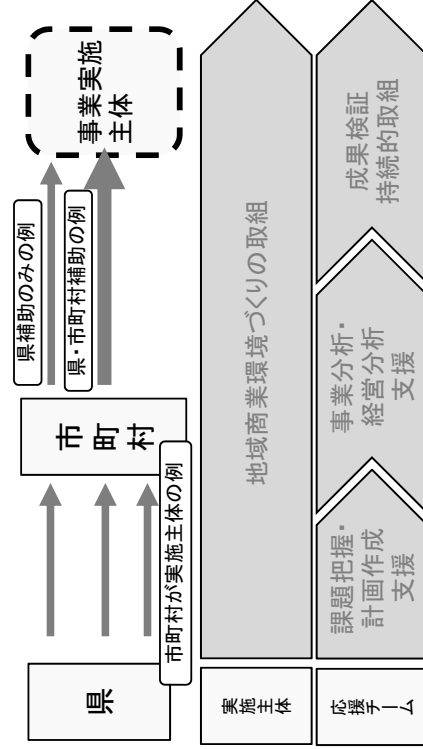 県
市町村
事業実施
主体
県補助のみの例
県・市町村補助の例
市町村が実施主体の例
実施主体
地域商業環境づくりの取組
応援チーム
課題把握・
計画作成
支援
事業分析・
経営分析
支援
成果検証
持続的取組